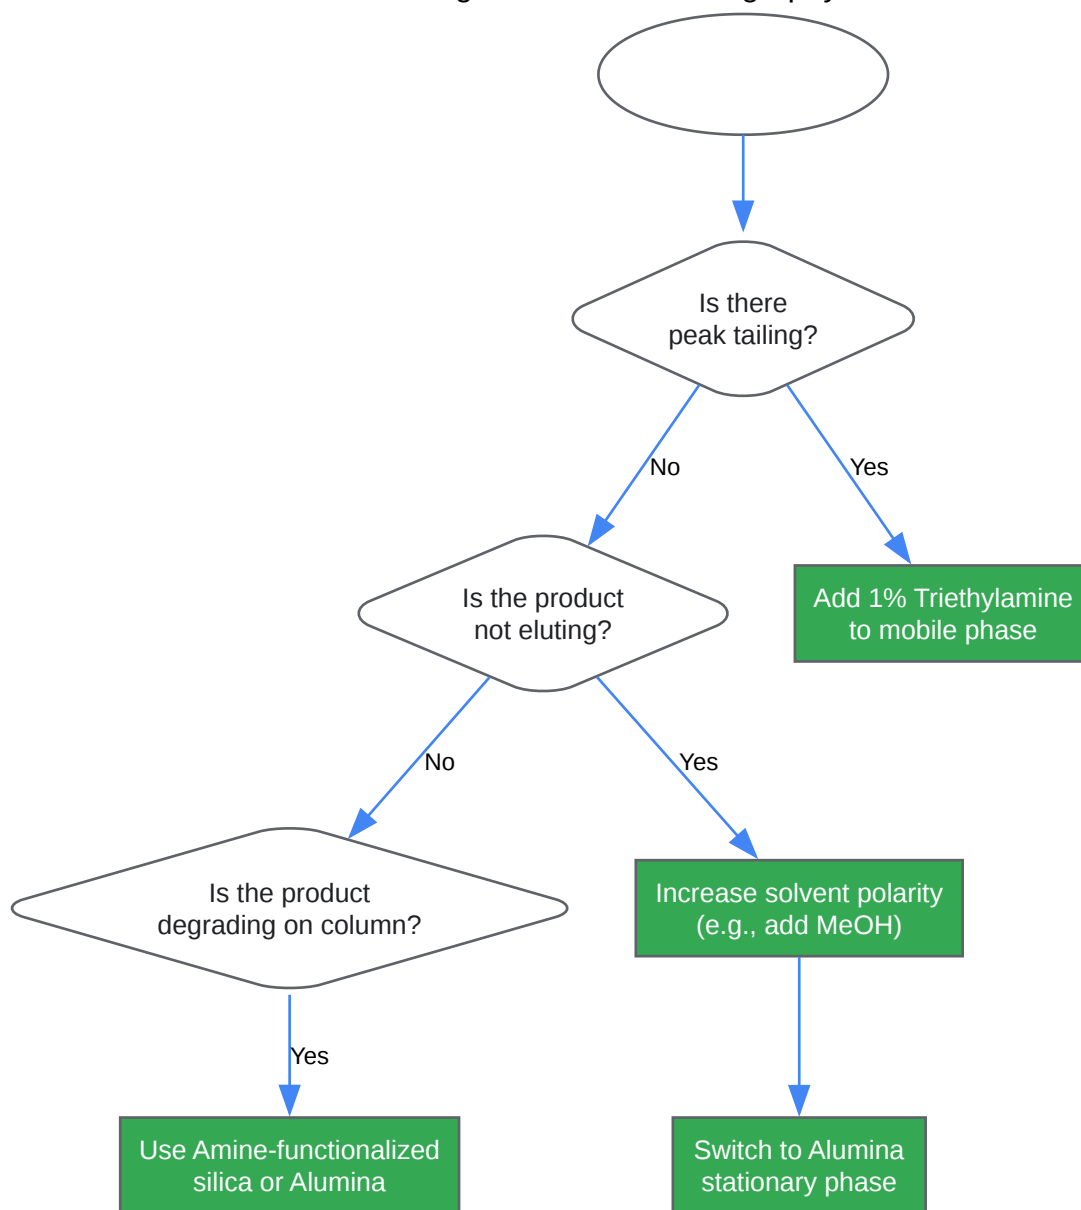 Is there
peak tailing?
No
Yes
Is the product
not eluting?
Add 1% Triethylamine
to mobile phase
No
Yes
Is the product
degrading on column?
Increase solvent polarity
(e.g., add MeOH)
Yes
Use Amine-functionalized
silica or Alumina
Switch to Alumina
stationary phase